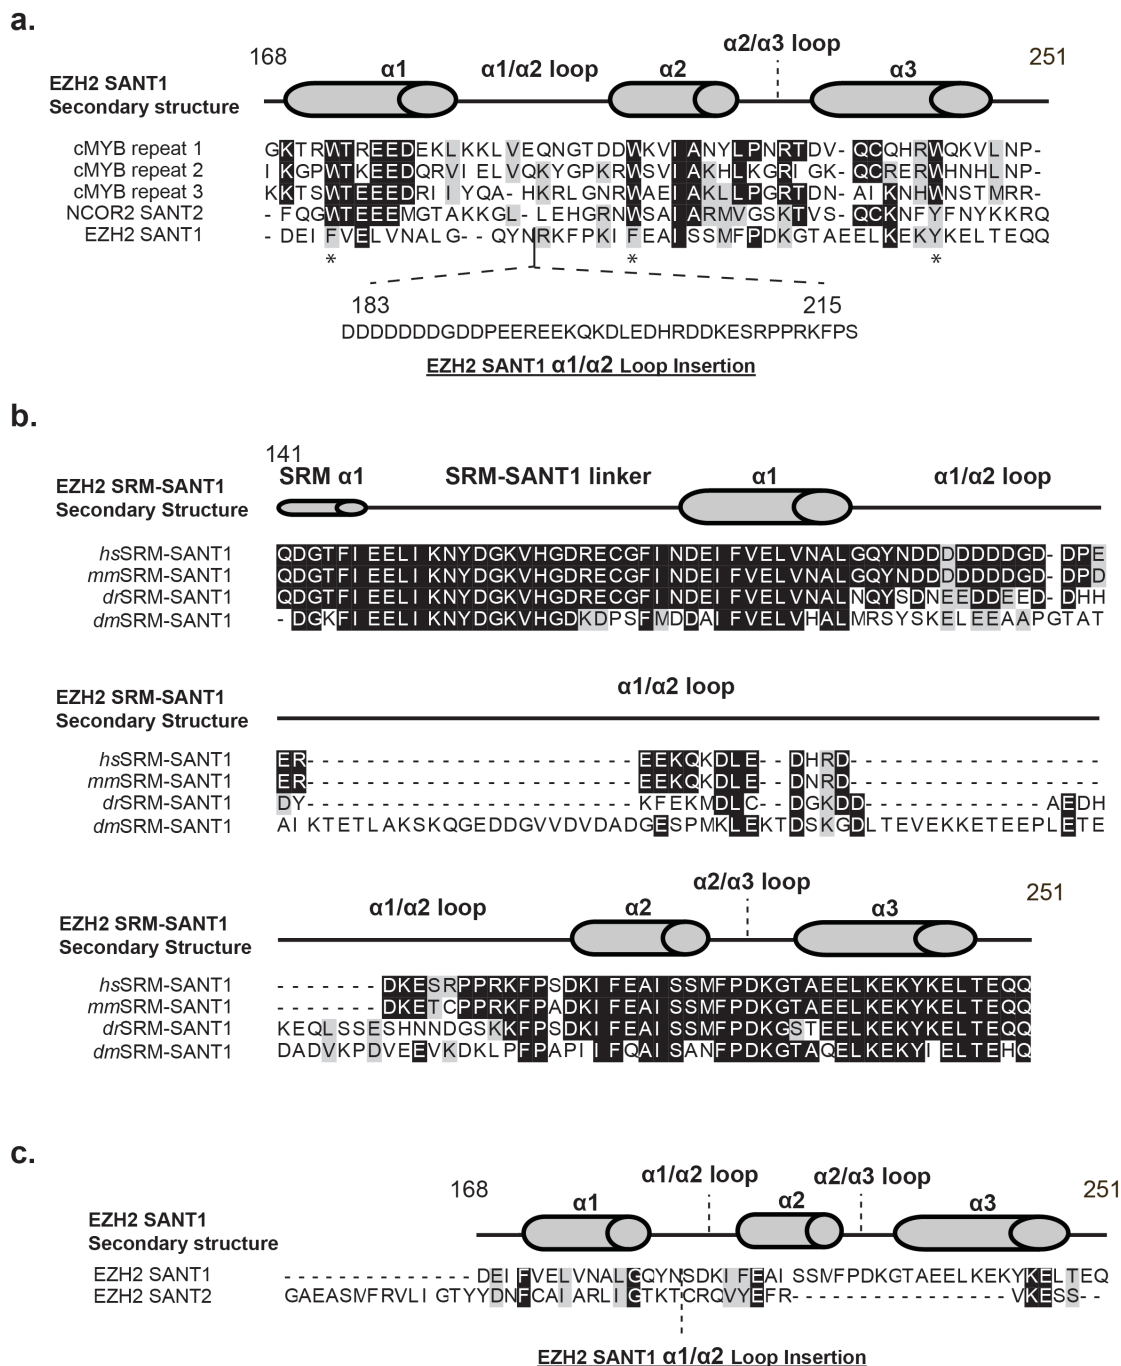 a.
α2/α3 loop
168 α1 α1/α2 loop α2 α3 251
EZH2 SANT1
Secondary structure
cMYB repeat 1 GKTRWTREEDEKLKKLVEQNGTDDWKVIANYLPNRTDV-QCQHRWQKVLNP-
cMYB repeat 2 IKGPWTKEEDQRVIELVQKYGPKRWSVIAKHLKGRIGK-QCRERWHNHLNP-
cMYB repeat 3 KKTSWTEEEDRIIYQA-HKRLGNRWAEIAKLLPGRTDN-AIKNHWNSTMRR-
NCOR2 SANT2 -FQGWTEEEMGTAKKGL-LEHGRNWSAIARMVGSKTVS-QCKNFYFNYKKRQ
EZH2 SANT1 -DEIFVELVNALG--QYNRKFPKIFEAISSMFPDKGTAEELKEKYKELTEQQ
* * *
183 215
DDDDDDDGDDPEEREEKQKDLEDHRDDKESRPPRKFPS
EZH2 SANT1 α1/α2 Loop Insertion
b.
141
SRM α1 SRM-SANT1 linker α1 α1/α2 loop
EZH2 SRM-SANT1
Secondary Structure
hsSRM-SANT1 QDGTFIEELIKNYDGKVHGDRECGFINDEIFVELVNALGQYNDDDDDDDGD-DPE
mmSRM-SANT1 QDGTFIEELIKNYDGKVHGDRECGFINDEIFVELVNALGQYNDDDDDDDGD-DPD
drSRM-SANT1 QDGTFIEELIKNYDGKVHGDRECGFINDEIFVELVNALNQYSDNEEDDEED-DHH
dmSRM-SANT1 -DGKFIEELIKNYDGKVHGDKDPSFMDDAIFVELVHALMRSYSKELEEAAPGTAT
α1/α2 loop
EZH2 SRM-SANT1
Secondary Structure
hsSRM-SANT1 ER----------------------EEKQKDLE--DHRD-----------------
mmSRM-SANT1 ER----------------------EEKQKDLE--DNRD-----------------
drSRM-SANT1 DY----------------------KFEKMDLC--DGKDD------------AEDH
dmSRM-SANT1 AIKTETLAKSKQGEDDGVVDVDADGESPMKLEKTDSKGDLTEVEKKETEEPLETE
α2/α3 loop
α1/α2 loop α2 α3 251
EZH2 SRM-SANT1
Secondary Structure
hsSRM-SANT1 -------DKESRPPRKFPSDKIFEAISSMFPDKGTAEELKEKYKELTEQQ
mmSRM-SANT1 -------DKETCPPRKFPADKIFEAISSMFPDKGTAEELKEKYKELTEQQ
drSRM-SANT1 KEQLSSESHNNDGSKKFPSDKIFEAISSMFPDKGSTEELKEKYKELTEQQ
dmSRM-SANT1 DADVKPDVEEVKDKLPFPAPIIFQAISANFPDKGTAQELKEKYIELTEHQ
c.
α1/α2 loop α2/α3 loop
168 α1 α2 α3 251
EZH2 SANT1
Secondary structure
EZH2 SANT1 -------------DEIFVELVNALGQYNSDKIFEAISSMFPDKGTAEELKEKYKELTEQ
EZH2 SANT2 GAEASMFRVLIGTYYDNFCAIARLIGTKTCRQVYEFR---------------VKESS--
EZH2 SANT1 α1/α2 Loop Insertion